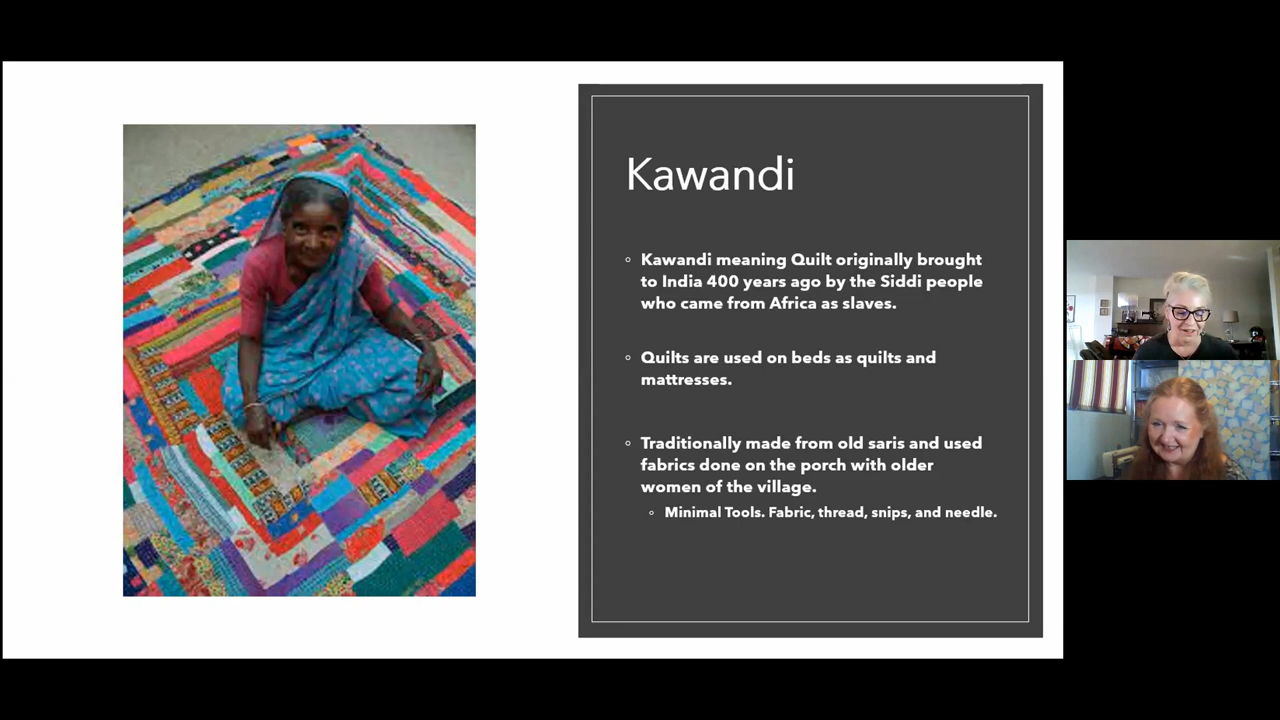 Kawandi
Kawandi meaning Quilt originally brought
to India 400 years ago by the Siddi people
who came from Africa as slaves.
Quilts are used on beds as quilts and
mattresses.
Traditionally made from old saris and used
fabrics done on the porch with older
women of the village.
Minimal Tools. Fabric, thread, snips, and needle.